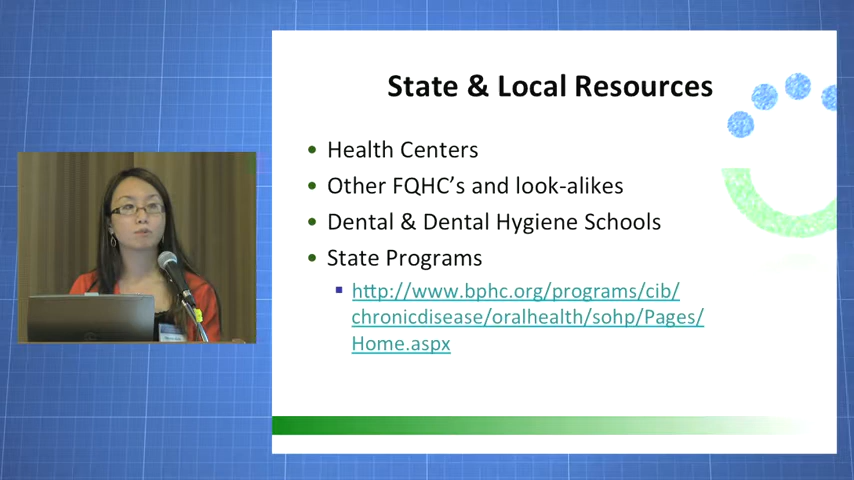 State & Local Resources
• Health Centers
• Other FQHC's and look-alikes
• Dental & Dental Hygiene Schools
• State Programs
▪ http://www.bphc.org/programs/cib/
chronicdisease/oralhealth/sohp/Pages/
Home.aspx